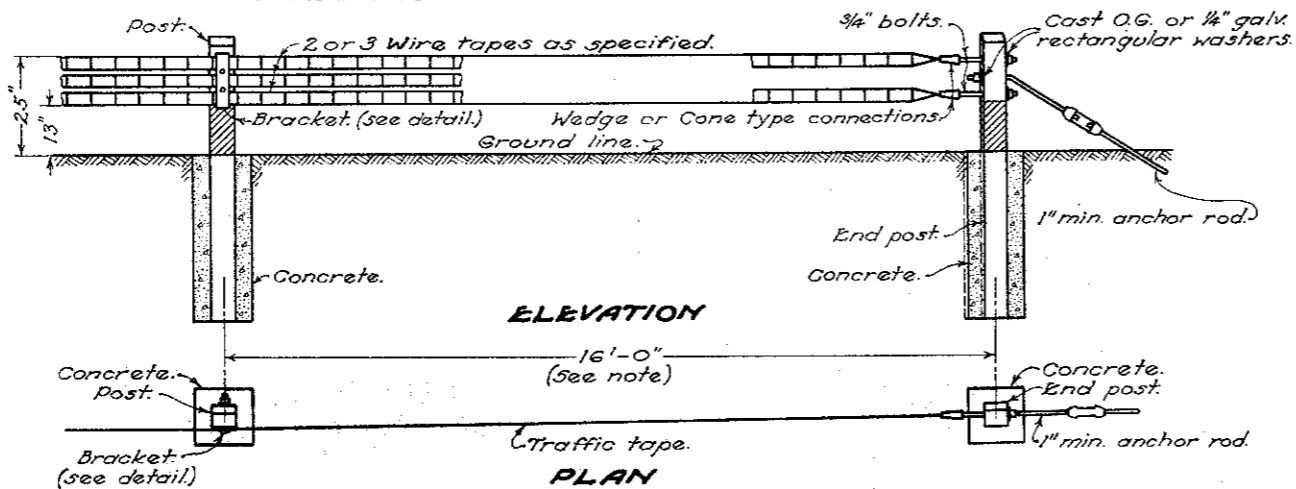 Post.
3/4" bolts.
Cast O.G. or 1/4" galv.
rectangular washers.
2 or 3 Wire tapes as specified.
25"
13"
Bracket. (see detail.)
Wedge or Cone type connections.
Ground line.
1" min. anchor rod.
End post.
Concrete.
Concrete.
ELEVATION
16'-0"
(See note)
Concrete.
Post.
Concrete.
End post.
Traffic tape.
1" min. anchor rod.
Bracket.
(see detail.)
PLAN